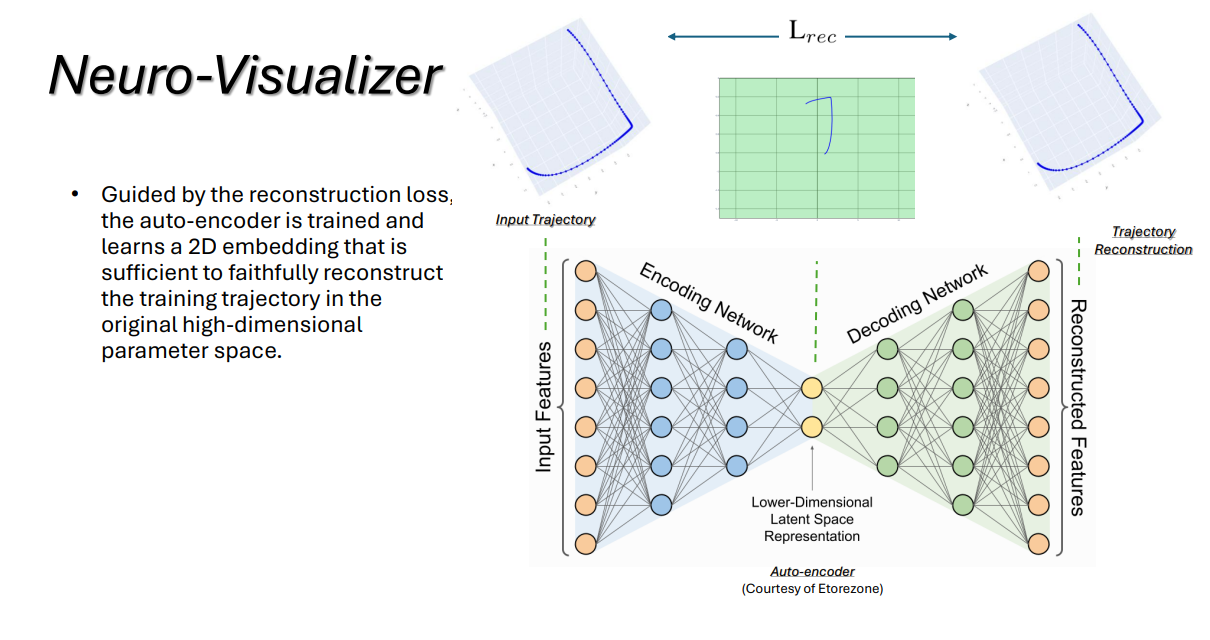 Neuro-Visualizer
L_rec
• Guided by the reconstruction loss,
the auto-encoder is trained and
learns a 2D embedding that is
sufficient to faithfully reconstruct
the training trajectory in the
original high-dimensional
parameter space.
Input Trajectory
Trajectory
Reconstruction
Encoding Network
Decoding Network
Input Features
Reconstructed Features
Lower-Dimensional
Latent Space
Representation
Auto-encoder
(Courtesy of Etorezone)